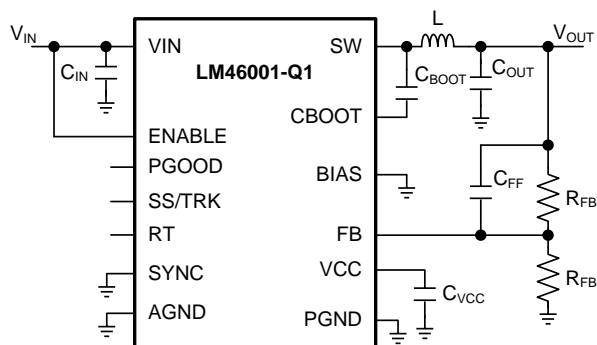 VIN
VIN
CIN
LM46001-Q1
SW
L
VOUT
CBOOT
COUT
CBOOT
ENABLE
PGOOD
BIAS
CFF
RFB
SS/TRK
RT
FB
SYNC
VCC
CVCC
RFB
AGND
PGND